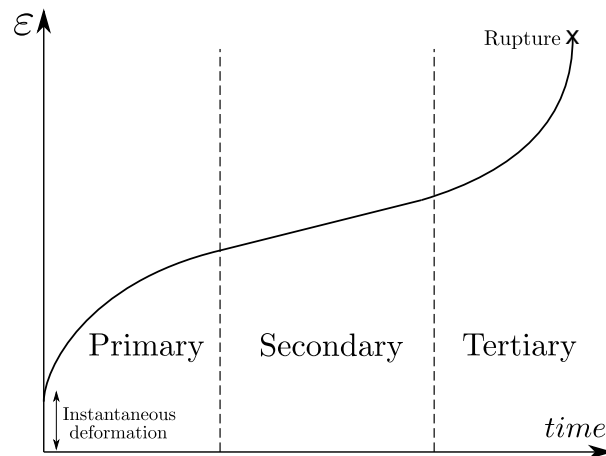 ε
Rupture x
Primary
Secondary
Tertiary
Instantaneous
deformation
time